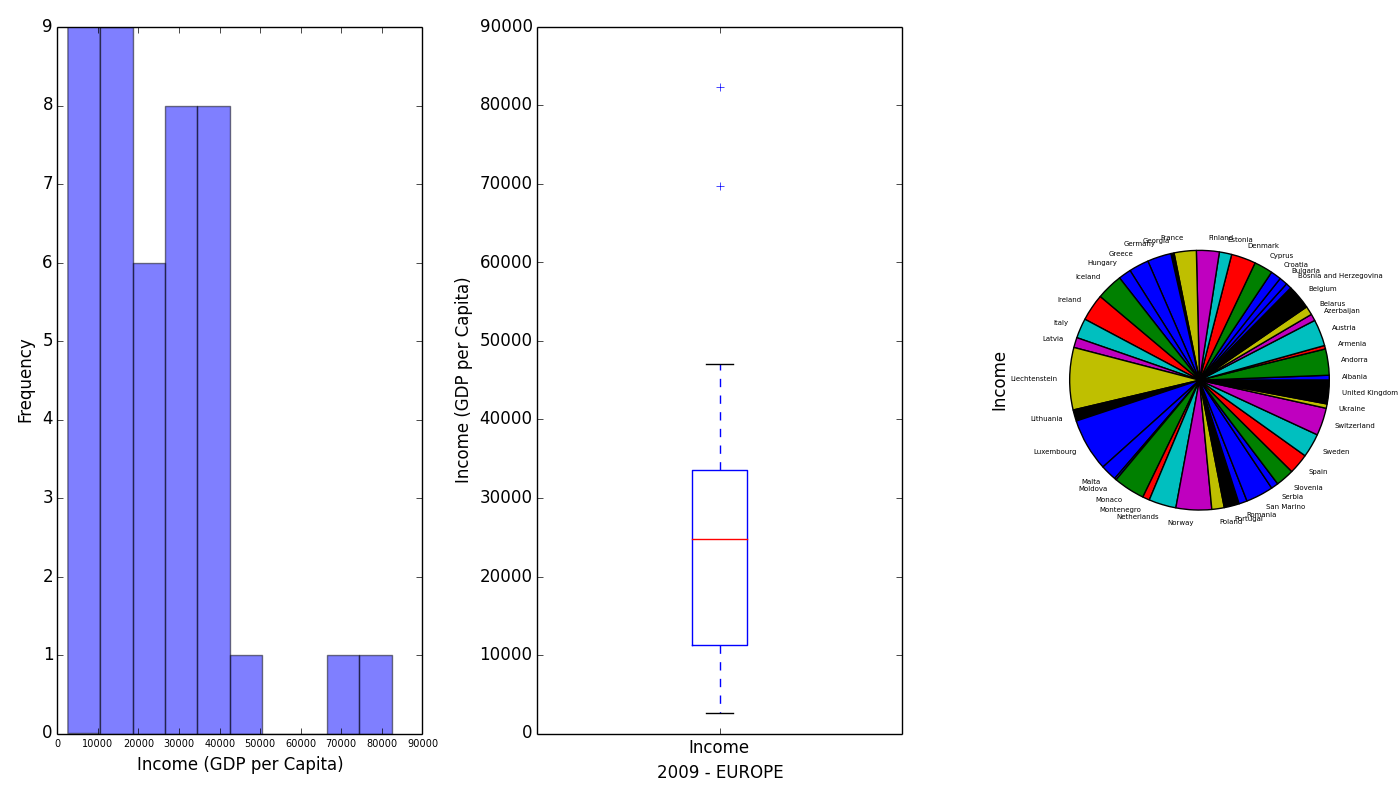 9
8
7
6
5
4
3
2
1
0
Frequency
0 10000 20000 30000 40000 50000 60000 70000 80000 90000
Income (GDP per Capita)
90000
80000
70000
60000
50000
40000
30000
20000
10000
0
Income (GDP per Capita)
Income
2009 - EUROPE
Income
Albania
Andorra
Armenia
Austria
Azerbaijan
Belarus
Belgium
Bosnia and Herzegovina
Bulgaria
Croatia
Cyprus
Denmark
Estonia
Finland
France
Georgia
Germany
Greece
Hungary
Iceland
Ireland
Italy
Latvia
Liechtenstein
Lithuania
Luxembourg
Malta
Moldova
Monaco
Montenegro
Netherlands
Norway
Poland
Portugal
Romania
San Marino
Serbia
Slovenia
Spain
Sweden
Switzerland
Ukraine
United Kingdom